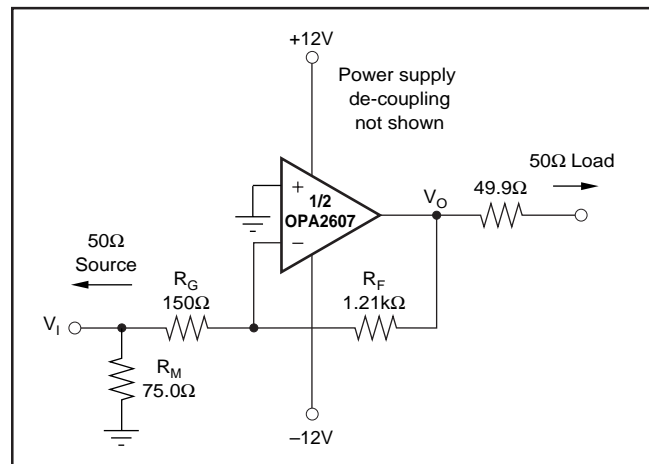 +12V
Power supply
de-coupling
not shown
+
1/2
OPA2607
−
V_O
49.9Ω
50Ω Load
50Ω
Source
R_G
150Ω
R_F
1.21kΩ
V_I
R_M
75.0Ω
−12V